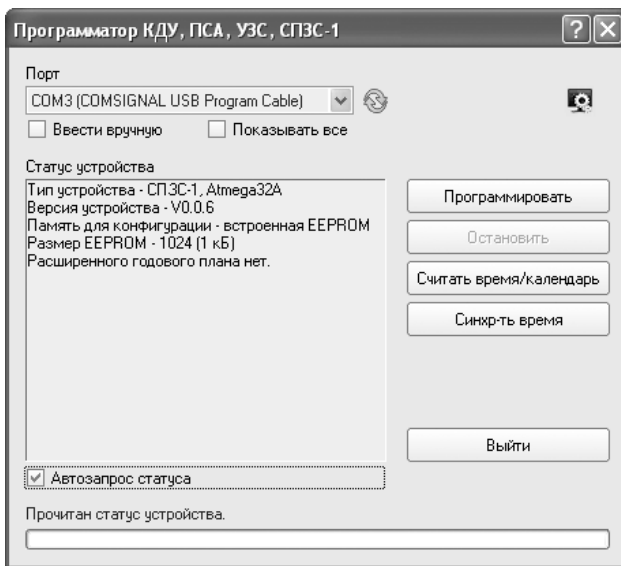 Программатор КДУ, ПСА, УЗС, СПЗС-1
Порт
COM3 (COMSIGNAL USB Program Cable)
Ввести вручную
Показывать все
Статус устройства
Тип устройства - СПЗС-1, Atmega32A
Версия устройства - V0.0.6
Память для конфигурации - встроенная EEPROM
Размер EEPROM - 1024 (1 кБ)
Расширенного годового плана нет.
Программировать
Остановить
Считать время/календарь
Синхр-ть время
Выйти
Автозапрос статуса
Прочитан статус устройства.